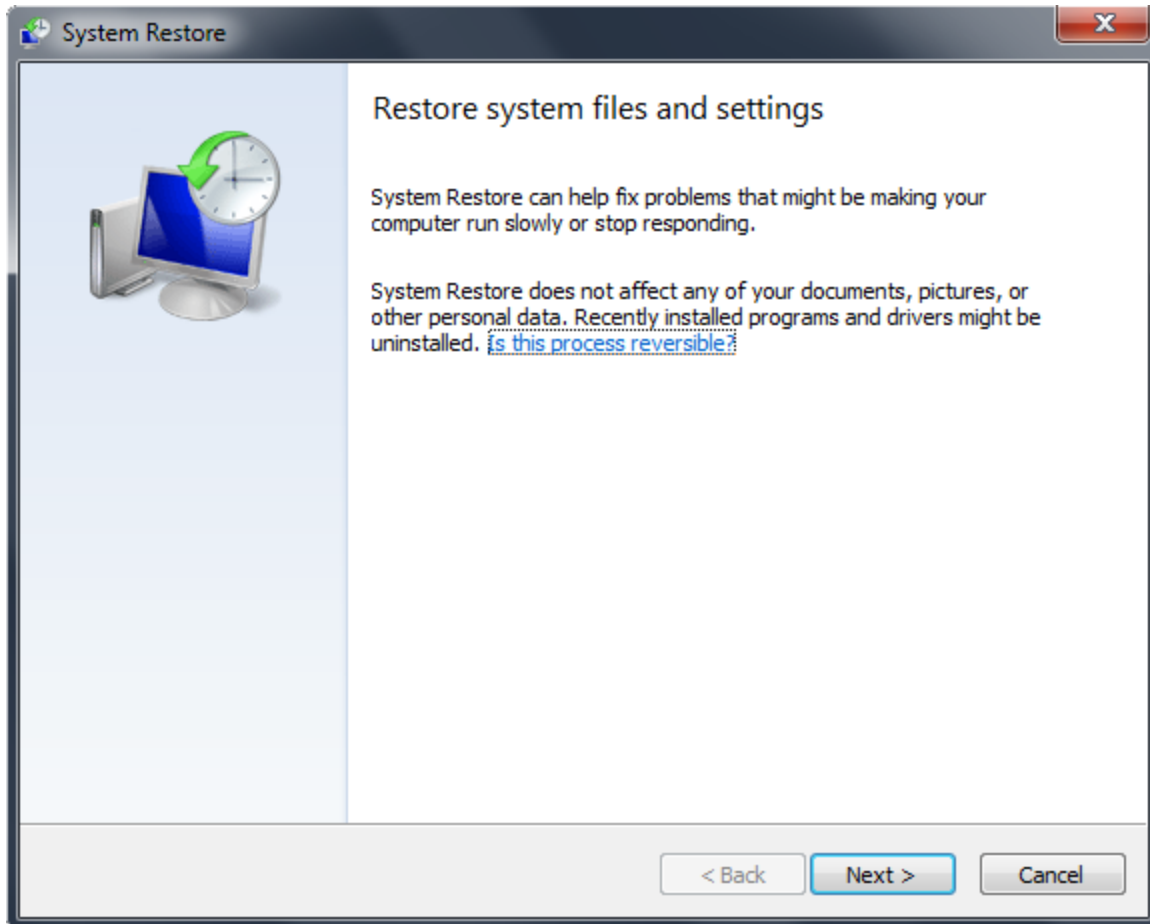 System Restore
Restore system files and settings
System Restore can help fix problems that might be making your
computer run slowly or stop responding.
System Restore does not affect any of your documents, pictures, or
other personal data. Recently installed programs and drivers might be
uninstalled. Is this process reversible?
< Back Next > Cancel